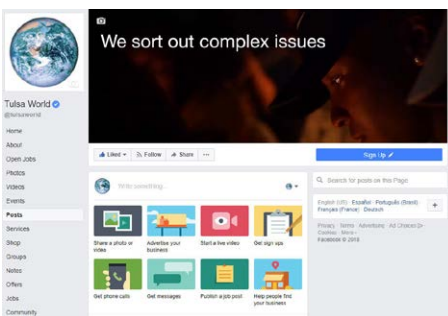 We sort out complex issues
Tulsa World
@tulsaworld
Home
About
Open Jobs
Photos
Videos
Events
Posts
Services
Shop
Groups
Notes
Offers
Jobs
Community
Liked
Follow
Share
Sign Up
Write something...
Share a photo or video
Advertise your business
Start a live video
Get sign ups
Get phone calls
Get messages
Publish a job post
Help people find your business
Search for posts on this Page
English (US) · Español · Português (Brasil) ·
Français (France) · Deutsch
Privacy · Terms · Advertising · Ad Choices
Cookies · More
Facebook © 2018